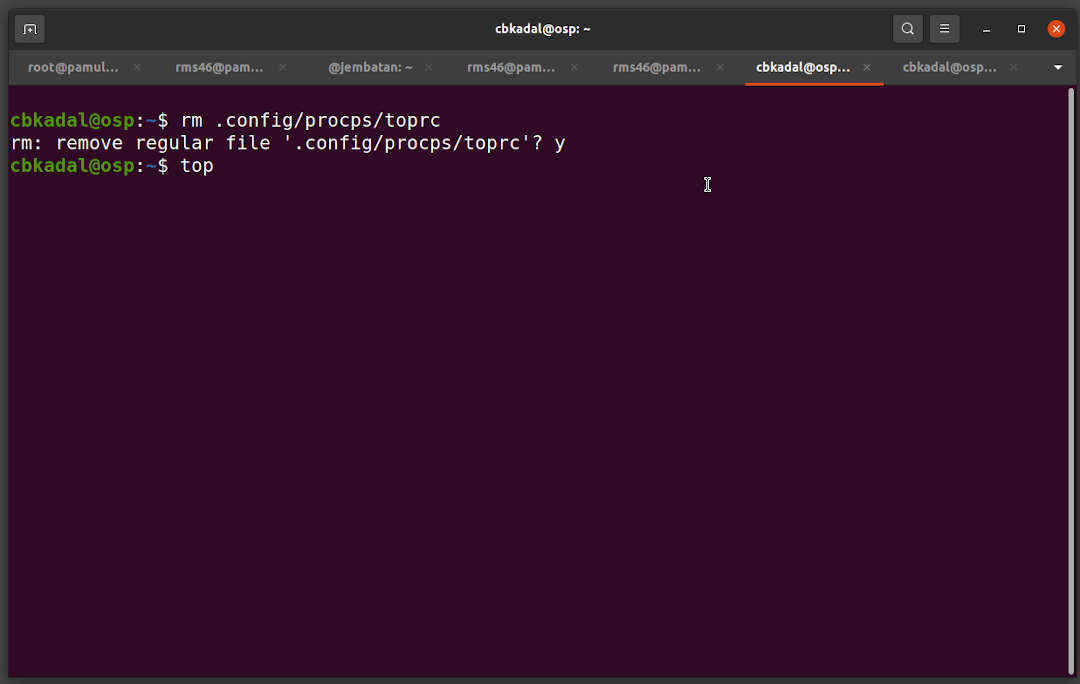 cbkadal@osp: ~
root@pamul... rms46@pam... @jembatan: ~ rms46@pam... rms46@pam... cbkadal@osp... cbkadal@osp...
cbkadal@osp:~$ rm .config/procps/toprc
rm: remove regular file '.config/procps/toprc'? y
cbkadal@osp:~$ top